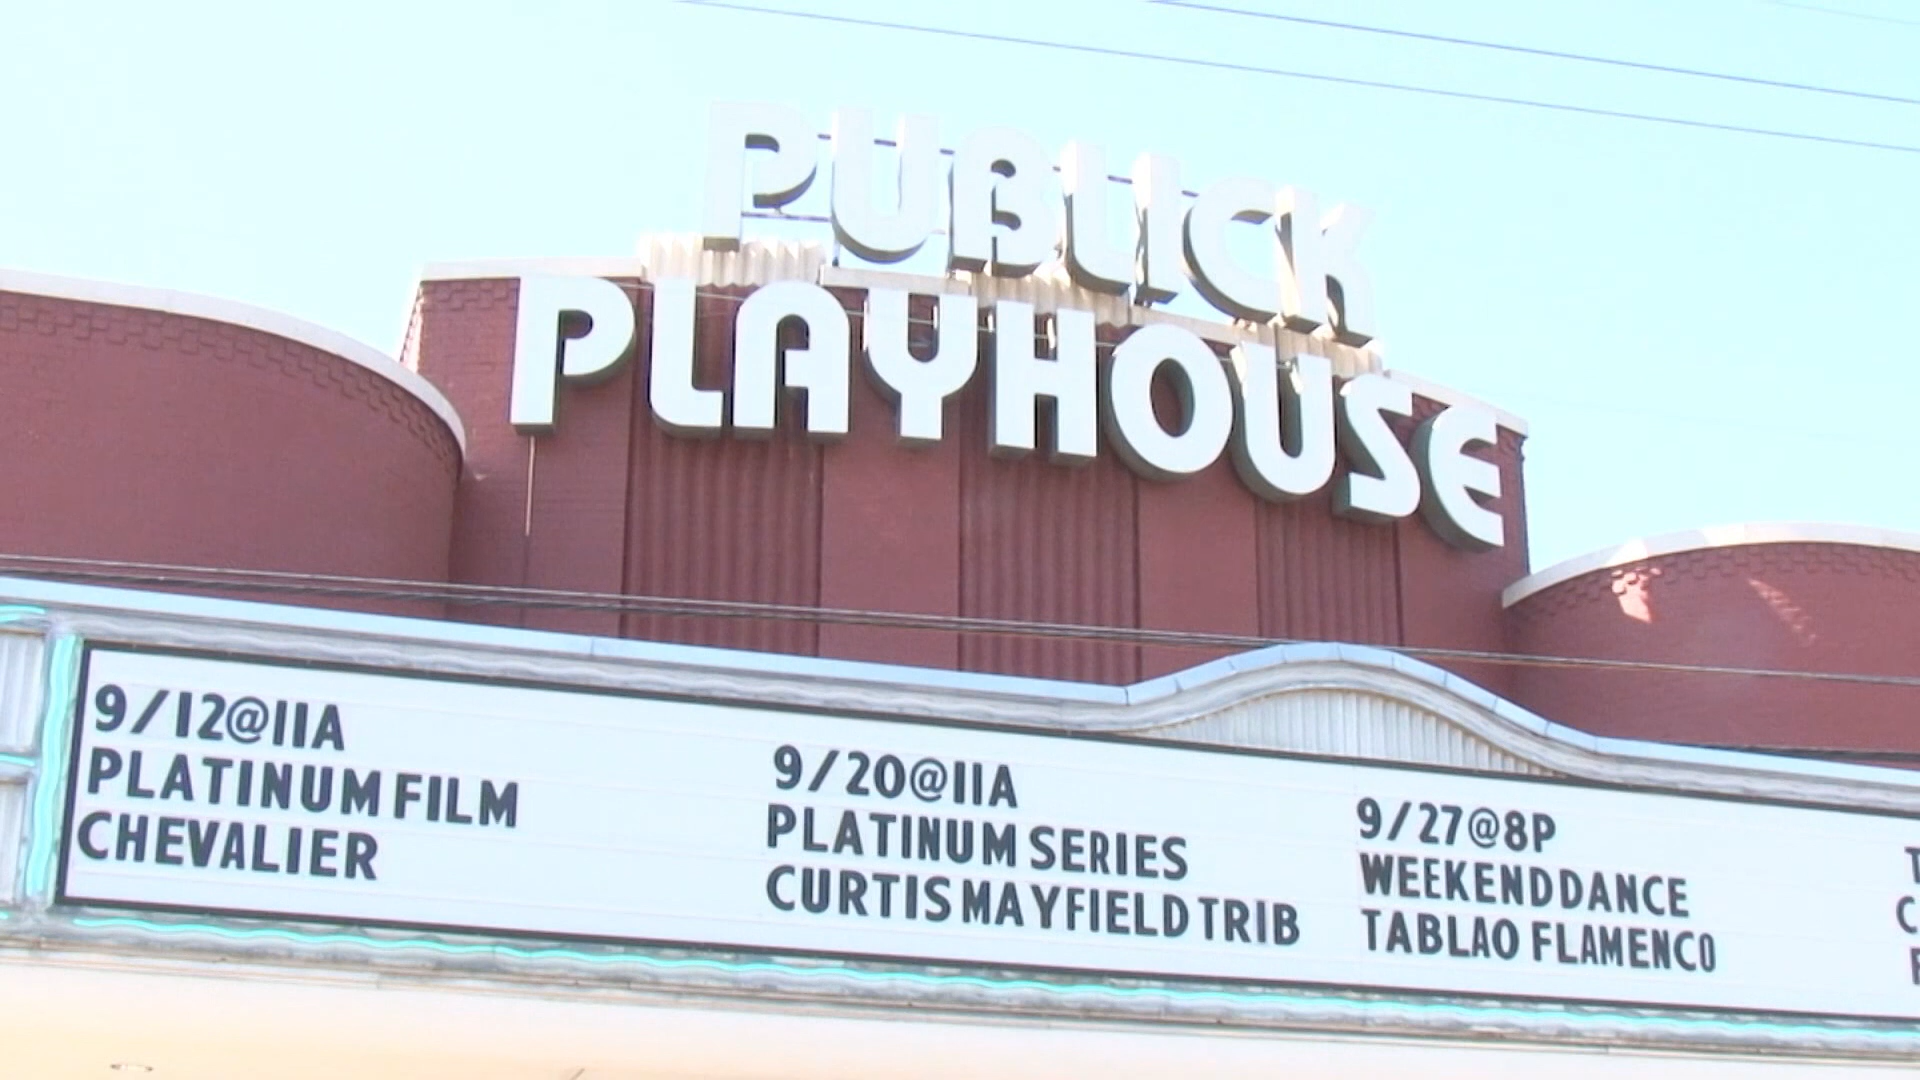 PUBLICK
PLAYHOUSE
9/12@11A
PLATINUM FILM
CHEVALIER
9/20@11A
PLATINUM SERIES
CURTIS MAYFIELD TRIB
9/27@8P
WEEKEND DANCE
TABLAO FLAMENCO